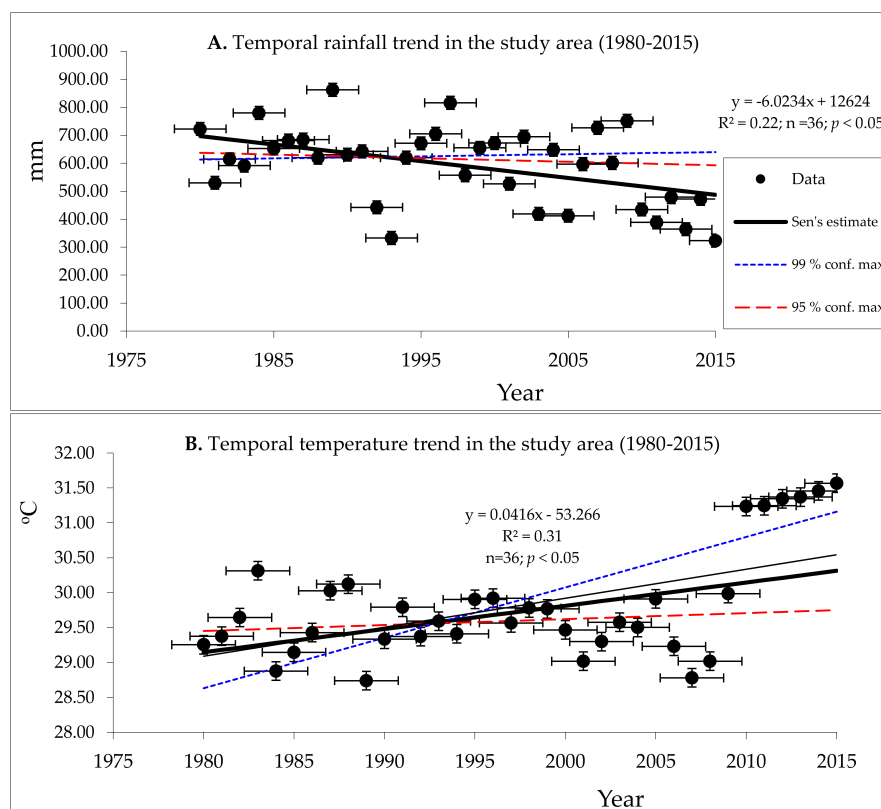 A. Temporal rainfall trend in the study area (1980-2015)
1000.00
900.00
800.00
700.00
600.00
500.00
400.00
300.00
200.00
100.00
0.00
mm
y = -6.0234x + 12624
R² = 0.22; n =36; p < 0.05
Data
Sen's estimate
99 % conf. max
95 % conf. max
1975 1985 1995 2005 2015
Year
B. Temporal temperature trend in the study area (1980-2015)
32.00
31.50
31.00
30.50
30.00
29.50
29.00
28.50
28.00
ºC
y = 0.0416x - 53.266
R² = 0.31
n=36; p < 0.05
1975 1980 1985 1990 1995 2000 2005 2010 2015
Year